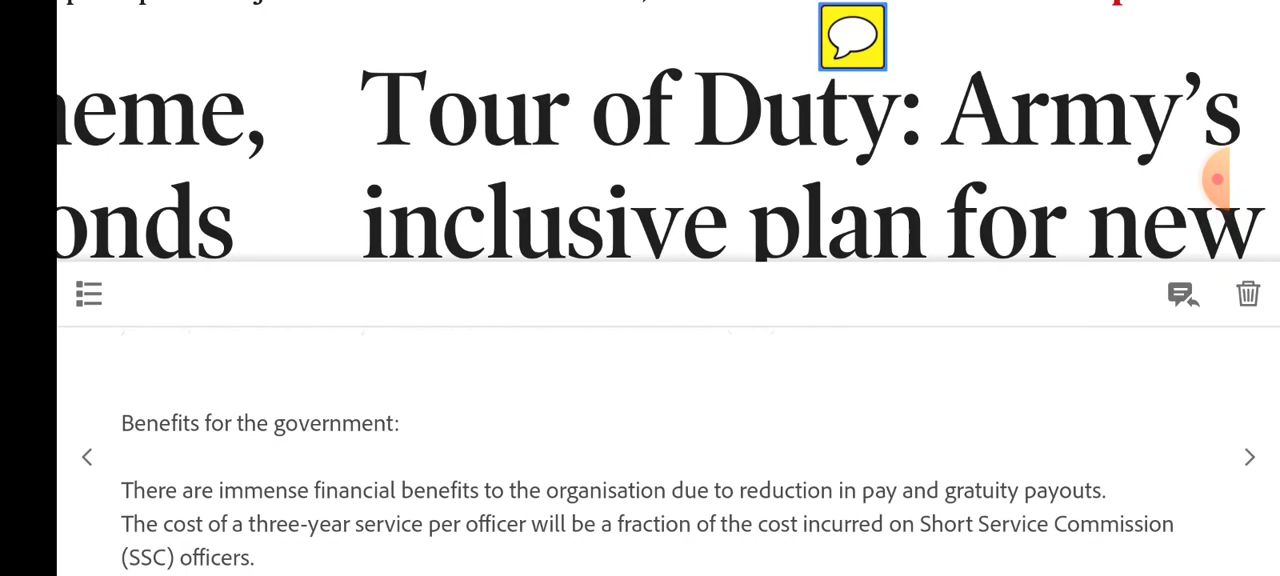 heme,
onds
Tour of Duty: Army's
inclusive plan for new
Benefits for the government:
There are immense financial benefits to the organisation due to reduction in pay and gratuity payouts.
The cost of a three-year service per officer will be a fraction of the cost incurred on Short Service Commission
(SSC) officers.